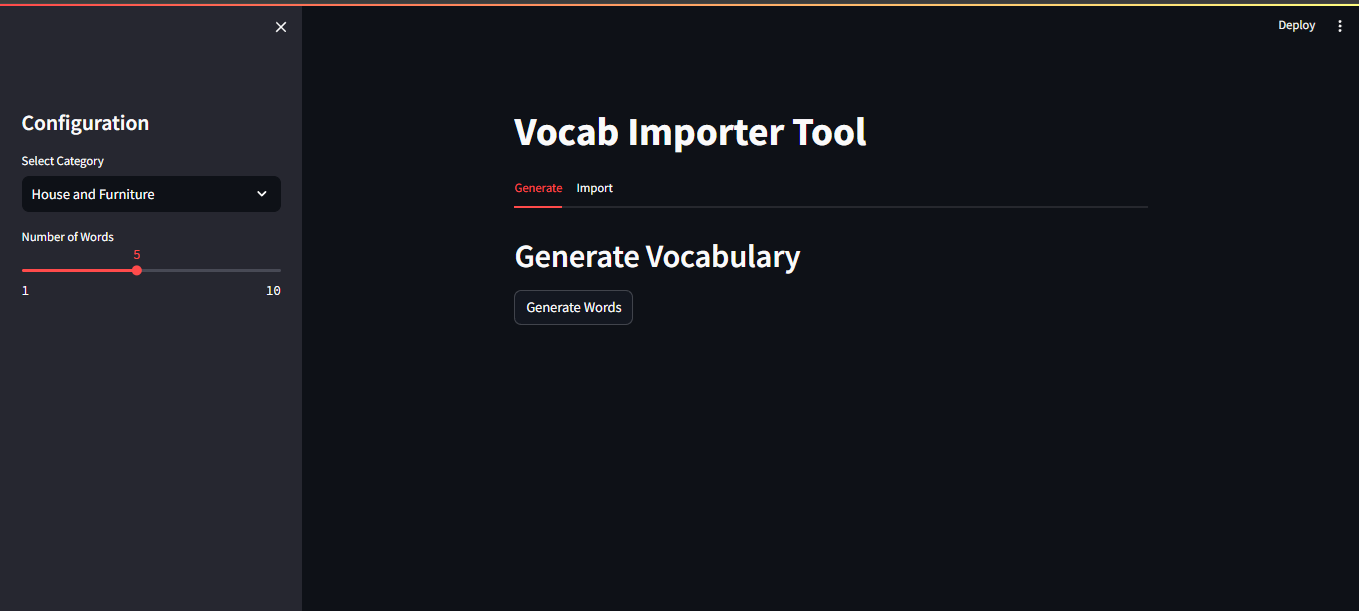 Deploy
Configuration
Select Category
House and Furniture
Number of Words
5
1 10
Vocab Importer Tool
Generate Import
Generate Vocabulary
Generate Words